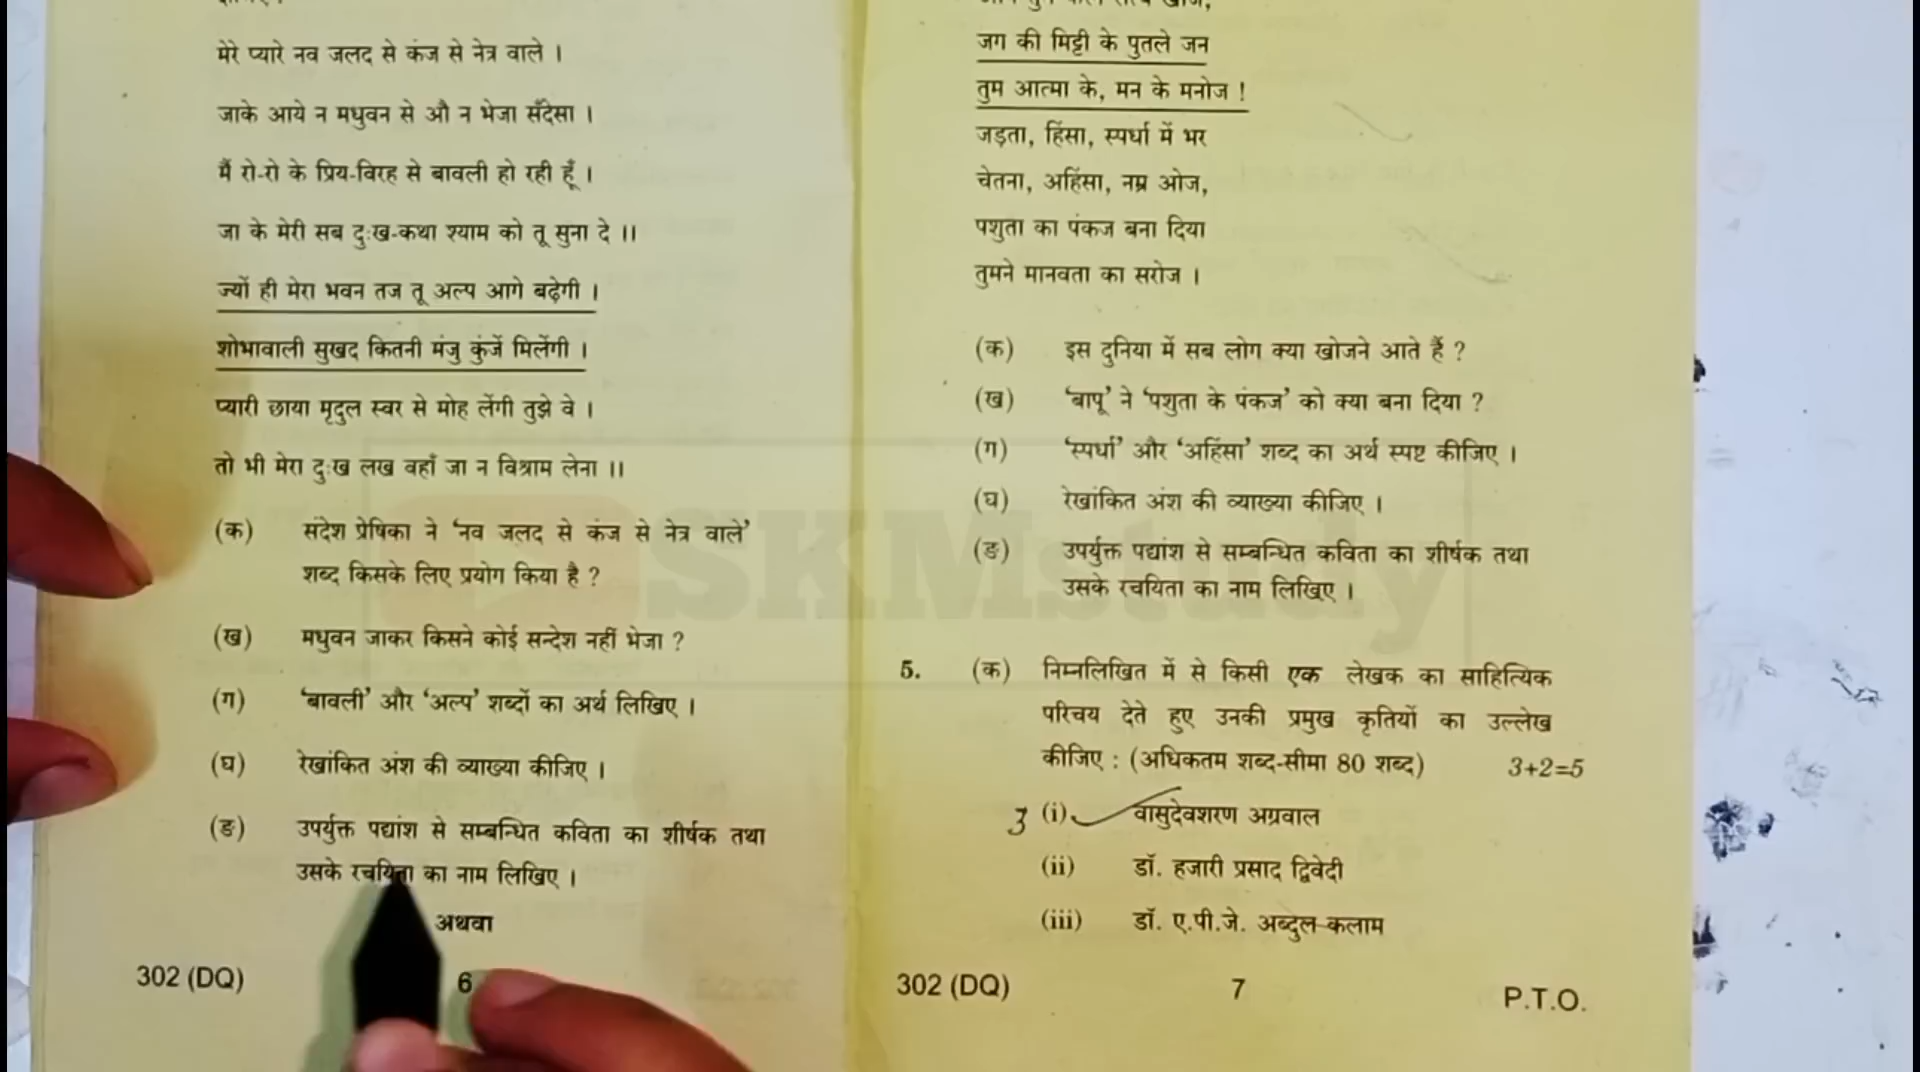 मेरे प्यारे नव जलद से कंज से नेत्र वाले ।
जाके आये न मधुवन से औ न भेजा सँदेसा ।
मैं रो-रो के प्रिय-विरह से बावली हो रही हूँ ।
जा के मेरी सब दुःख-कथा श्याम को तू सुना दे ।।
ज्यों ही मेरा भवन तज तू अल्प आगे बढ़ेगी ।
शोभावाली सुखद कितनी मंजु कुंजें मिलेंगी ।
प्यारी छाया मृदुल स्वर से मोह लेंगी तुझे वे ।
तो भी मेरा दुःख लख वहाँ जा न विश्राम लेना ।।
(क) संदेश प्रेषिका ने ‘नव जलद से कंज से नेत्र वाले’
शब्द किसके लिए प्रयोग किया है ?
(ख) मधुवन जाकर किसने कोई सन्देश नहीं भेजा ?
(ग) ‘बावली’ और ‘अल्प’ शब्दों का अर्थ लिखिए ।
(घ) रेखांकित अंश की व्याख्या कीजिए ।
(ङ) उपर्युक्त पद्यांश से सम्बन्धित कविता का शीर्षक तथा
उसके रचयिता का नाम लिखिए ।
अथवा
302 (DQ) 6
जग की मिट्टी के पुतले जन
तुम आत्मा के, मन के मनोज !
जड़ता, हिंसा, स्पर्धा में भर
चेतना, अहिंसा, नम्र ओज,
पशुता का पंकज बना दिया
तुमने मानवता का सरोज ।
(क) इस दुनिया में सब लोग क्या खोजने आते हैं ?
(ख) ‘बापू’ ने ‘पशुता के पंकज’ को क्या बना दिया ?
(ग) ‘स्पर्धा’ और ‘अहिंसा’ शब्द का अर्थ स्पष्ट कीजिए ।
(घ) रेखांकित अंश की व्याख्या कीजिए ।
(ङ) उपर्युक्त पद्यांश से सम्बन्धित कविता का शीर्षक तथा
उसके रचयिता का नाम लिखिए ।
5. (क) निम्नलिखित में से किसी एक लेखक का साहित्यिक
परिचय देते हुए उनकी प्रमुख कृतियों का उल्लेख
कीजिए : (अधिकतम शब्द-सीमा 80 शब्द) 3+2=5
3 (i) वासुदेवशरण अग्रवाल
(ii) डॉ. हजारी प्रसाद द्विवेदी
(iii) डॉ. ए.पी.जे. अब्दुल कलाम
302 (DQ) 7 P.T.O.
SKMstudy